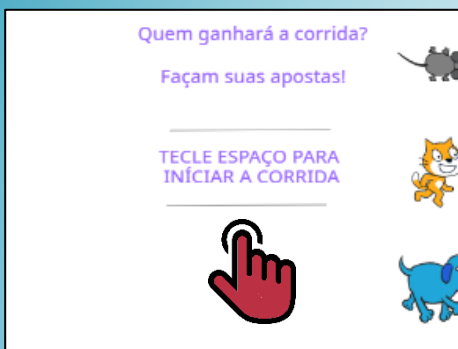 Quem ganhará a corrida?
Façam suas apostas!
TECLE ESPAÇO PARA
INÍCIAR A CORRIDA